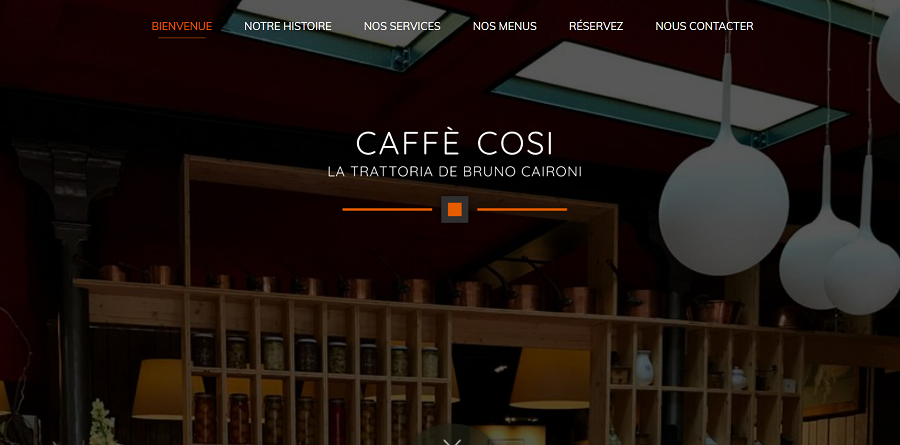 BIENVENUE NOTRE HISTOIRE NOS SERVICES NOS MENUS RÉSERVEZ NOUS CONTACTER
CAFFÈ COSI
LA TRATTORIA DE BRUNO CAIRONI